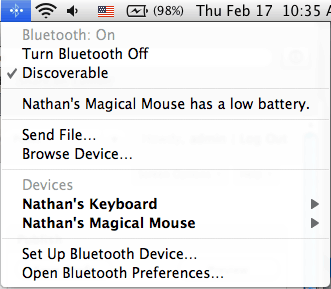 (98%) Thu Feb 17 10:35
Bluetooth: On
Turn Bluetooth Off
Discoverable
Nathan's Magical Mouse has a low battery.
Send File...
Browse Device...
Devices
Nathan's Keyboard
Nathan's Magical Mouse
Set Up Bluetooth Device...
Open Bluetooth Preferences...